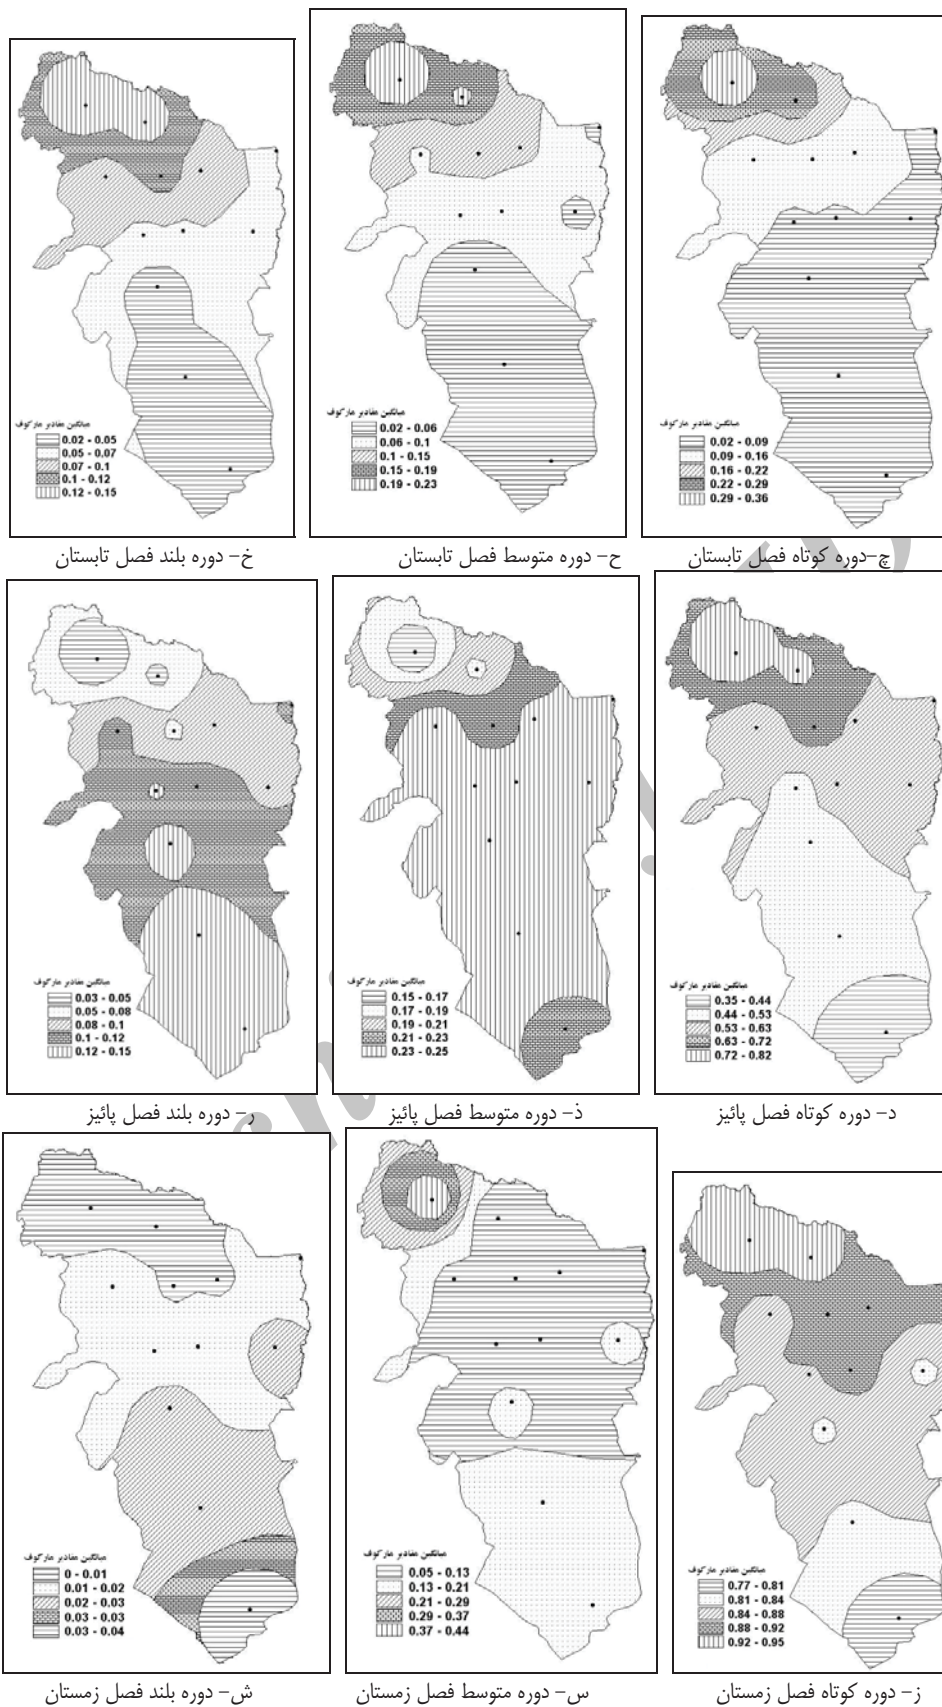 میانگین مقادیر مارکوف
0.02 - 0.09
0.09 - 0.16
0.16 - 0.22
0.22 - 0.29
0.29 - 0.36
چ-دوره کوتاه فصل تابستان
میانگین مقادیر مارکوف
0.02 - 0.06
0.06 - 0.1
0.1 - 0.15
0.15 - 0.19
0.19 - 0.23
ح- دوره متوسط فصل تابستان
میانگین مقادیر مارکوف
0.02 - 0.05
0.05 - 0.07
0.07 - 0.1
0.1 - 0.12
0.12 - 0.15
خ- دوره بلند فصل تابستان
میانگین مقادیر مارکوف
0.35 - 0.44
0.44 - 0.53
0.53 - 0.63
0.63 - 0.72
0.72 - 0.82
د- دوره کوتاه فصل پائیز
میانگین مقادیر مارکوف
0.15 - 0.17
0.17 - 0.19
0.19 - 0.21
0.21 - 0.23
0.23 - 0.25
ذ- دوره متوسط فصل پائیز
میانگین مقادیر مارکوف
0.03 - 0.05
0.05 - 0.08
0.08 - 0.1
0.1 - 0.12
0.12 - 0.15
ر- دوره بلند فصل پائیز
میانگین مقادیر مارکوف
0.77 - 0.81
0.81 - 0.84
0.84 - 0.88
0.88 - 0.92
0.92 - 0.95
ز- دوره کوتاه فصل زمستان
میانگین مقادیر مارکوف
0.05 - 0.13
0.13 - 0.21
0.21 - 0.29
0.29 - 0.37
0.37 - 0.44
س- دوره متوسط فصل زمستان
میانگین مقادیر مارکوف
0 - 0.01
0.01 - 0.02
0.02 - 0.03
0.03 - 0.03
0.03 - 0.04
ش- دوره بلند فصل زمستان